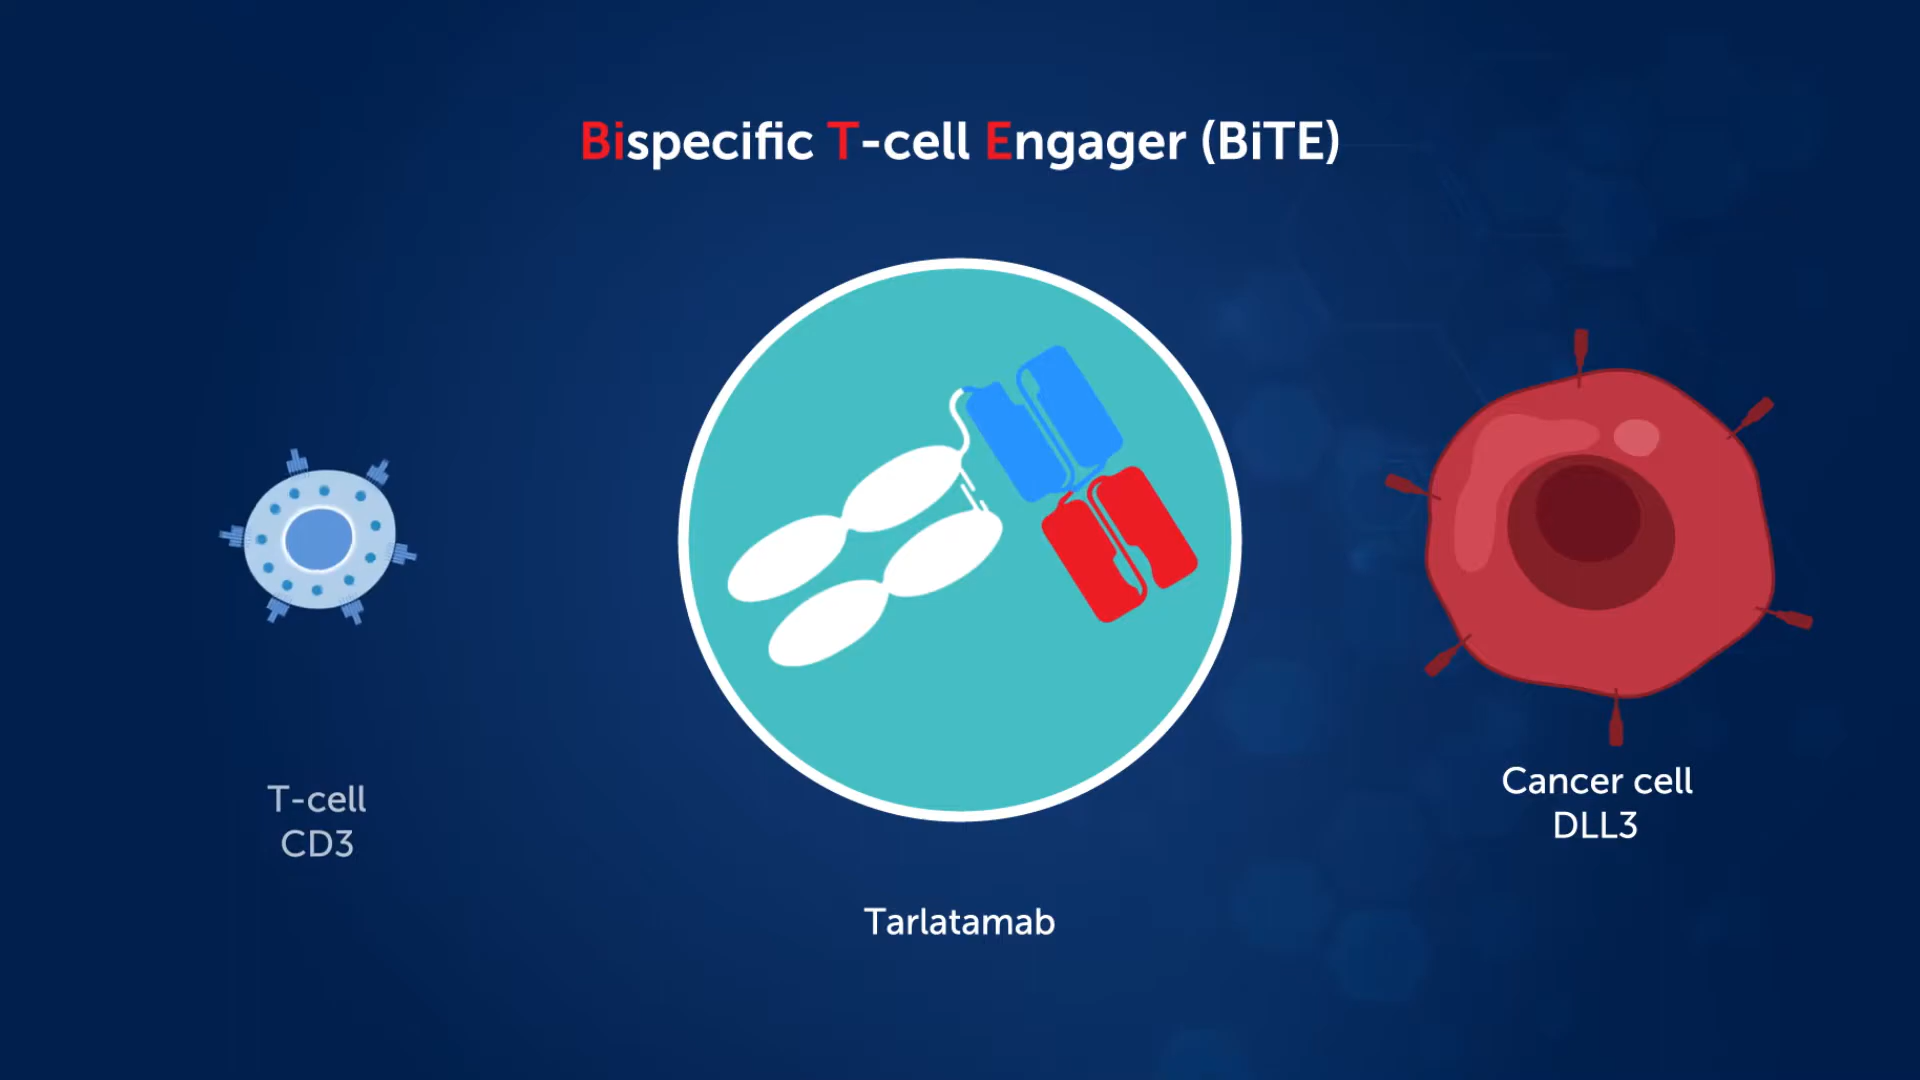 Bispecific T-cell Engager (BiTE)
T-cell
CD3
Tarlatamab
Cancer cell
DLL3